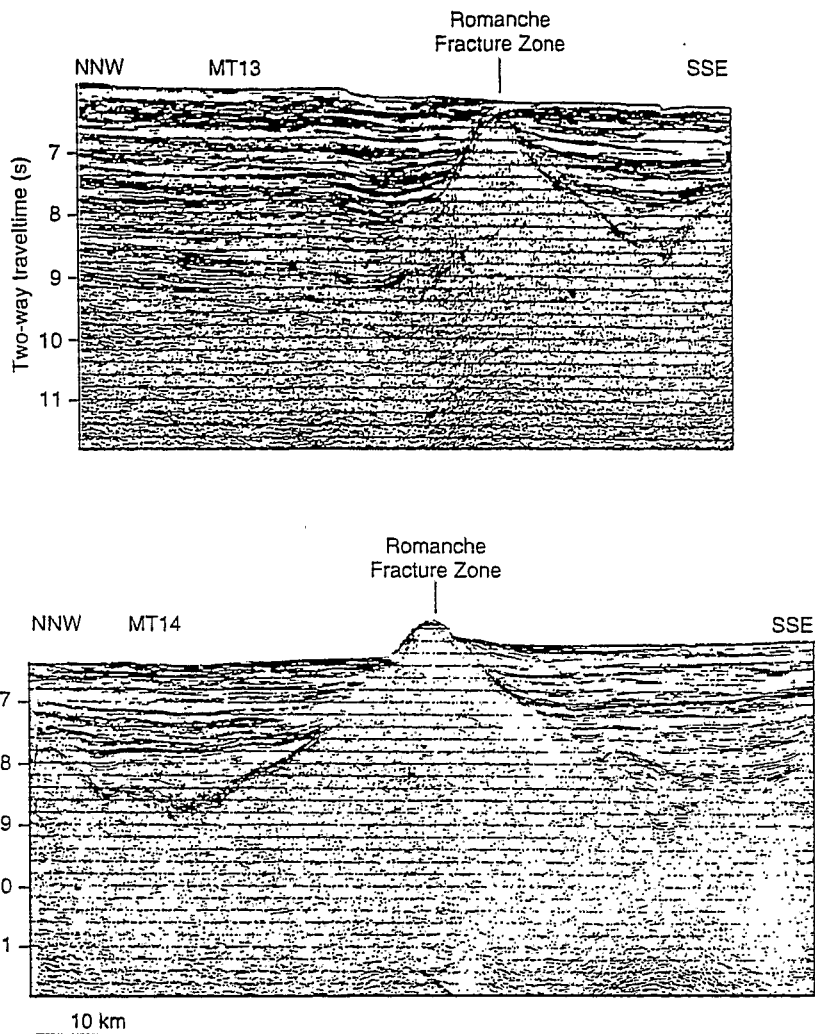 Romanche
Fracture Zone
NNW MT13 SSE
Two-way traveltime (s)
7
8
9
10
11
Romanche
Fracture Zone
NNW MT14 SSE
7
8
9
0
1
10 km